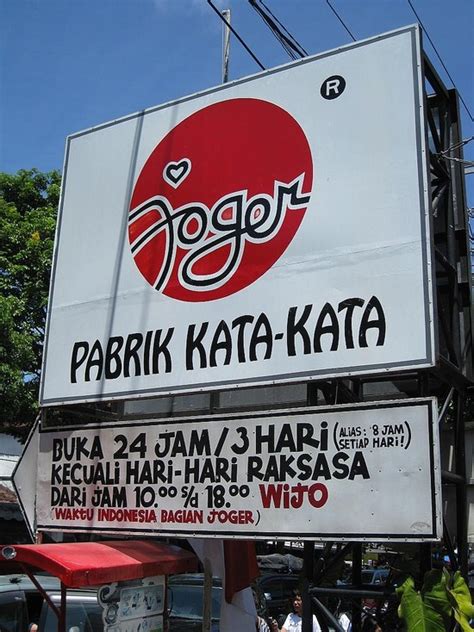 ®
Joger
PABRIK KATA-KATA
BUKA 24 JAM/3 HARI (ALIAS: 8 JAM SETIAP HARI!)
KECUALI HARI-HARI RAKSASA
DARI JAM 10.00 S/d 18.00 WIJO
(WAKTU INDONESIA BAGIAN JOGER)